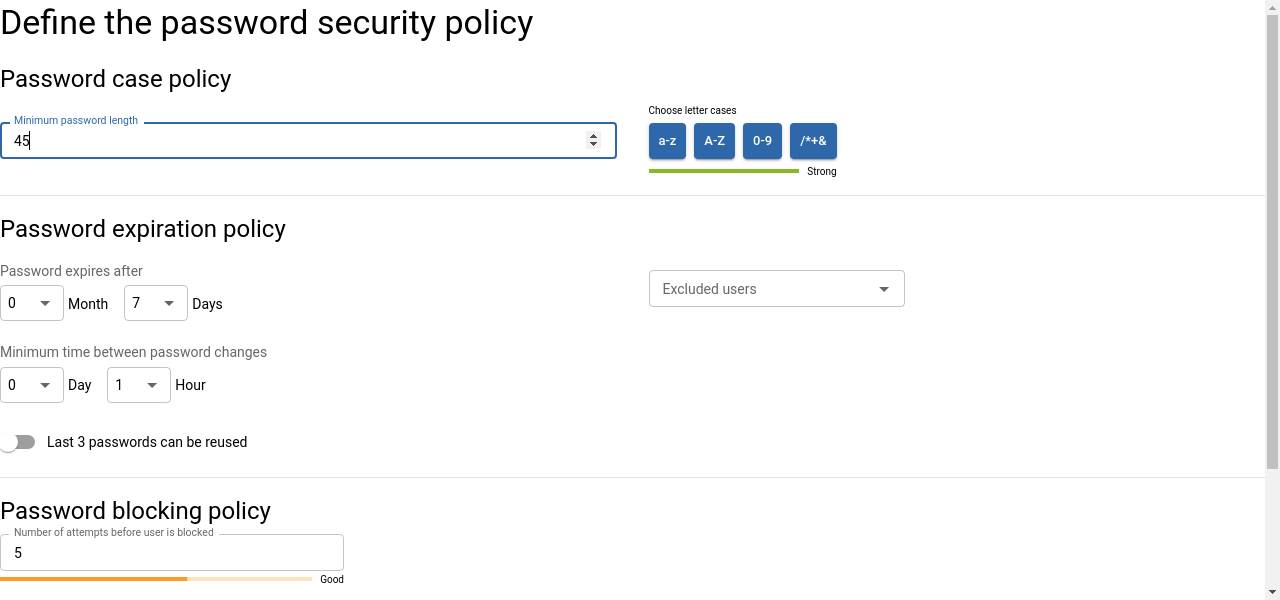 Define the password security policy
Password case policy
Minimum password length
45
Choose letter cases
a-z A-Z 0-9 /*+&
Strong
Password expiration policy
Password expires after
0 Month 7 Days
Excluded users
Minimum time between password changes
0 Day 1 Hour
Last 3 passwords can be reused
Password blocking policy
Number of attempts before user is blocked
5
Good